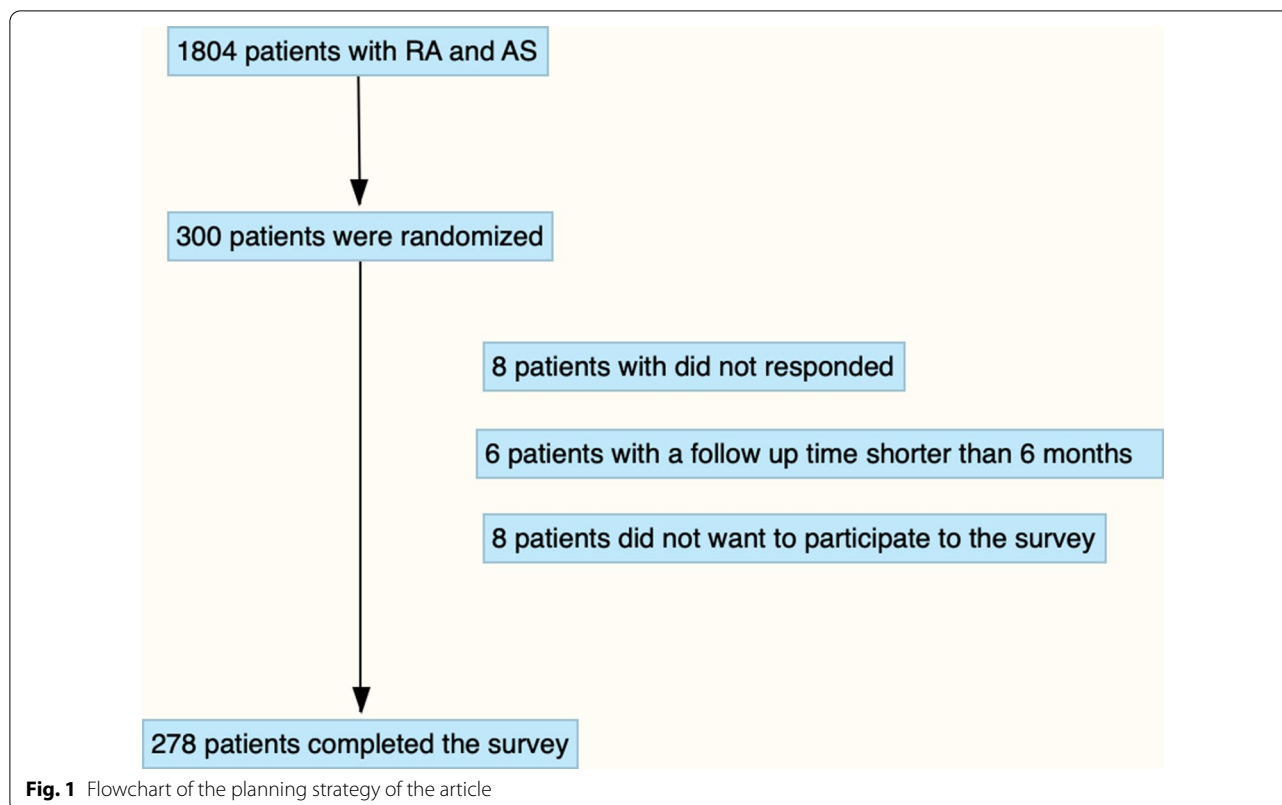 1804 patients with RA and AS
300 patients were randomized
8 patients with did not responded
6 patients with a follow up time shorter than 6 months
8 patients did not want to participate to the survey
278 patients completed the survey
Fig. 1 Flowchart of the planning strategy of the article